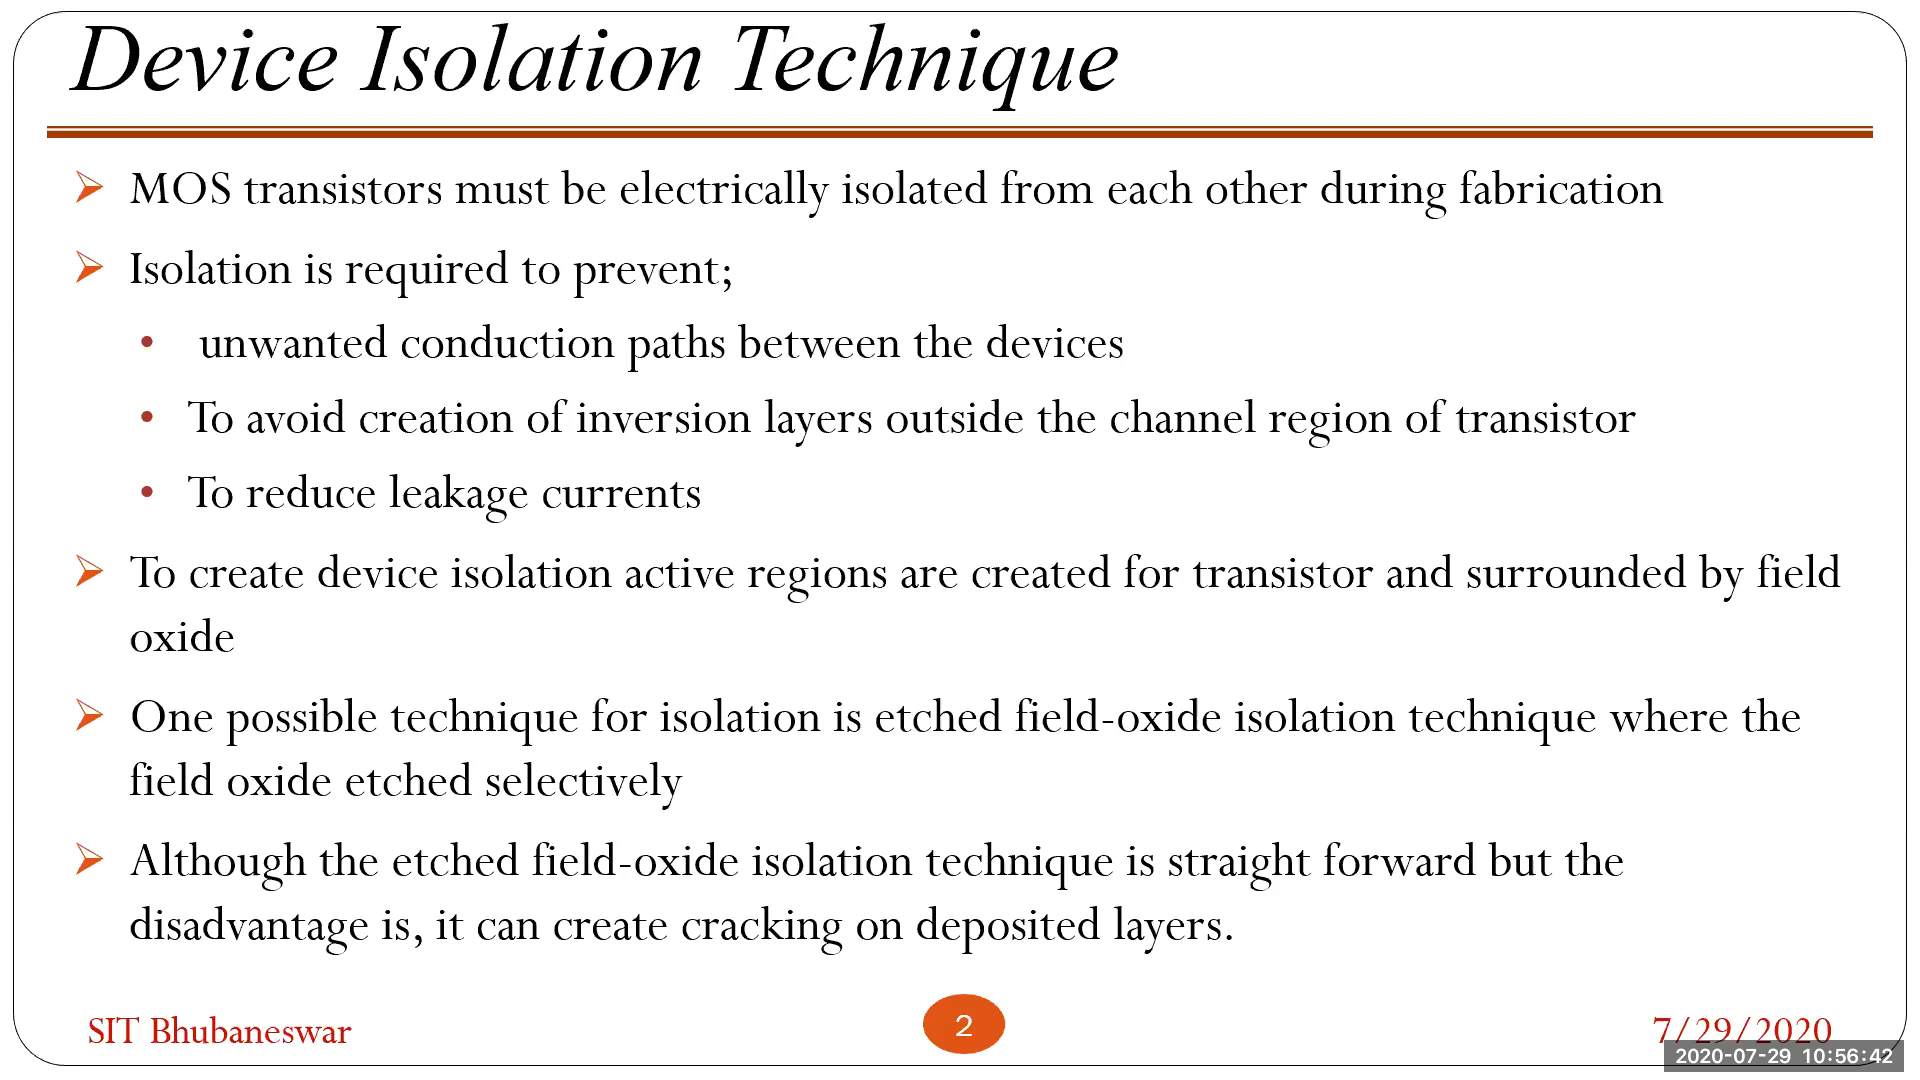 Device Isolation Technique
MOS transistors must be electrically isolated from each other during fabrication
Isolation is required to prevent;
unwanted conduction paths between the devices
To avoid creation of inversion layers outside the channel region of transistor
To reduce leakage currents
To create device isolation active regions are created for transistor and surrounded by field
oxide
One possible technique for isolation is etched field-oxide isolation technique where the
field oxide etched selectively
Although the etched field-oxide isolation technique is straight forward but the
disadvantage is, it can create cracking on deposited layers.
SIT Bhubaneswar
2
7/29/2020
2020-07-29 10:56:42